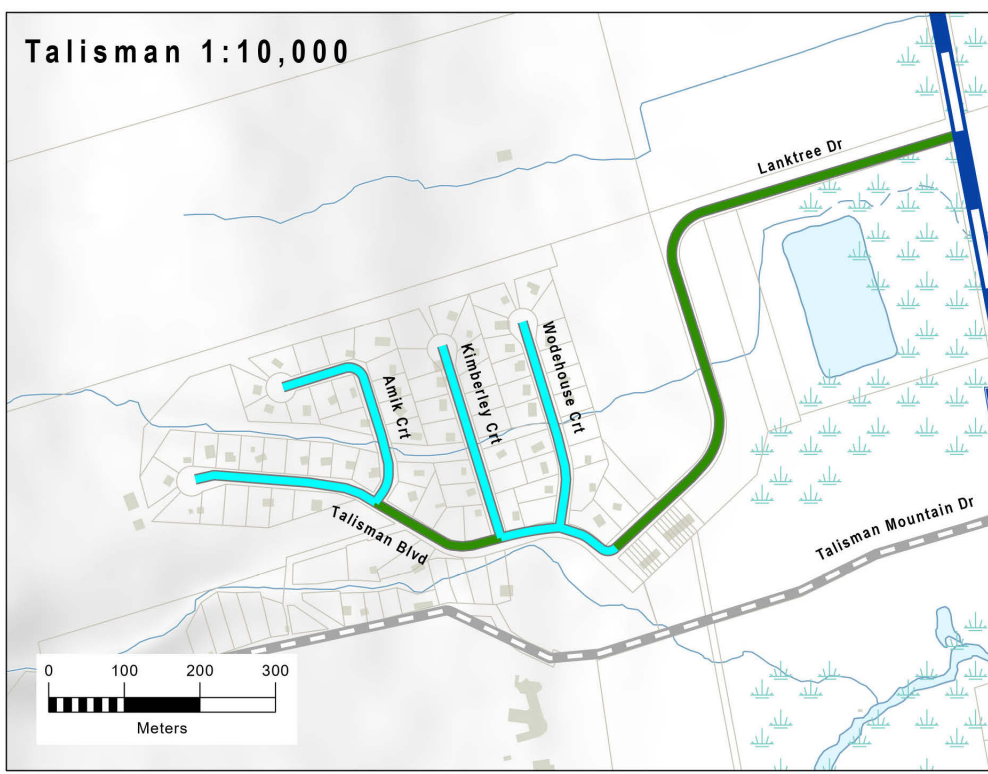 Talisman 1:10,000
Lanktree Dr
Wodehouse Crt
Kimberley Crt
Amik Crt
Talisman Blvd
Talisman Mountain Dr
0 100 200 300
Meters